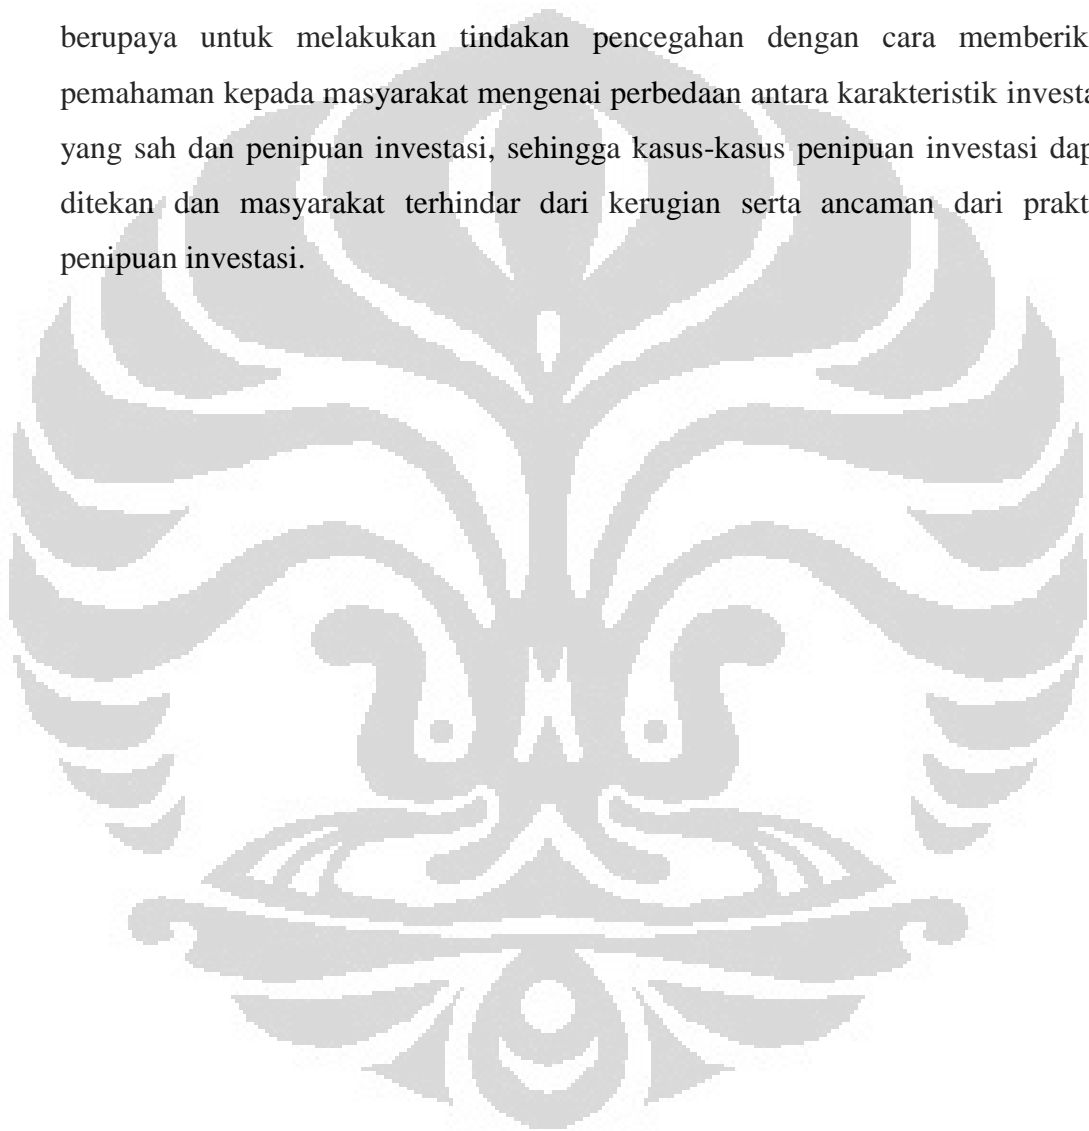 berupaya untuk melakukan tindakan pencegahan dengan cara memberik
pemahaman kepada masyarakat mengenai perbedaan antara karakteristik investa
yang sah dan penipuan investasi, sehingga kasus-kasus penipuan investasi dap
ditekan dan masyarakat terhindar dari kerugian serta ancaman dari prakt
penipuan investasi.